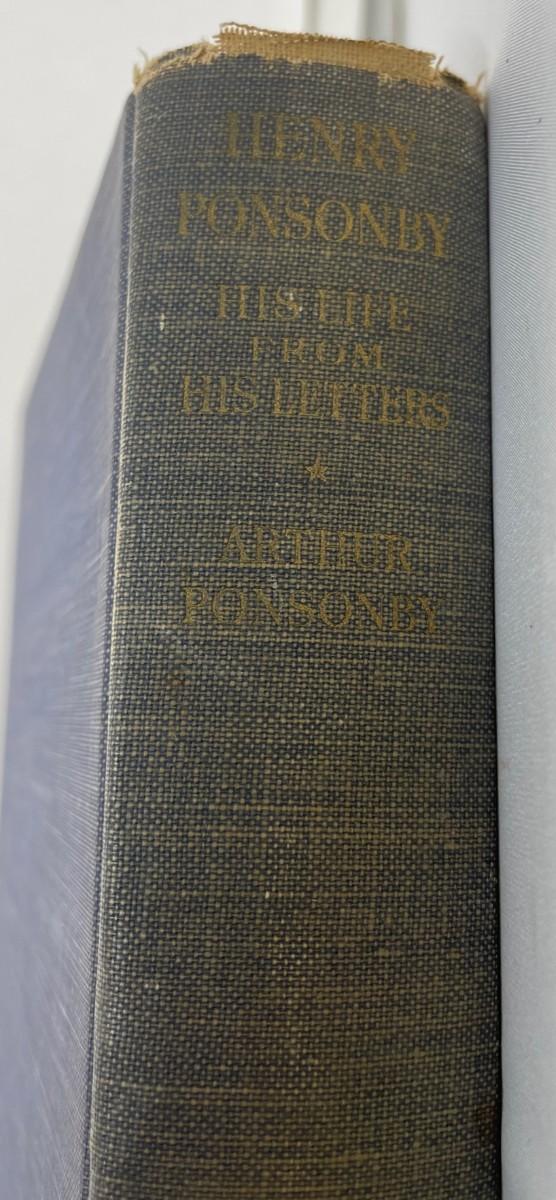 HENRY
PONSONBY
HIS LIFE
FROM
HIS LETTERS
ARTHUR
PONSONBY